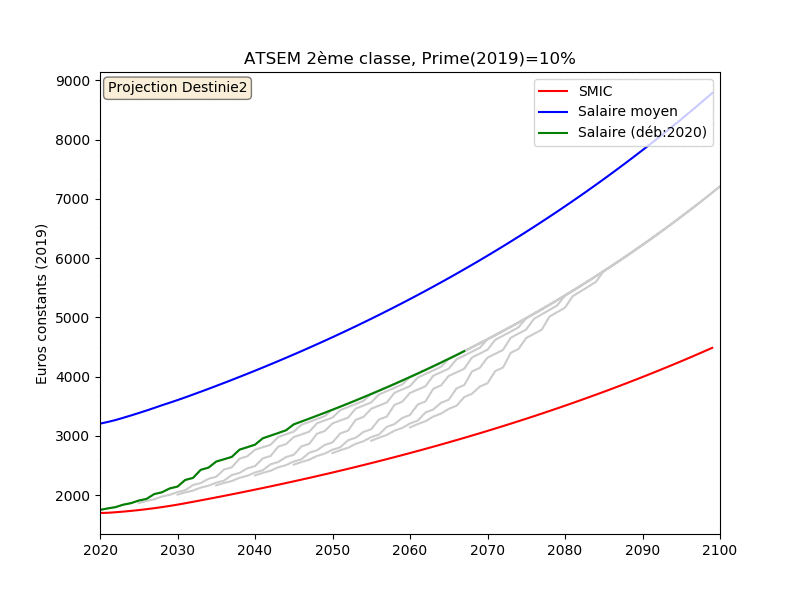 ATSEM 2ème classe, Prime(2019)=10%
Projection Destinie2
SMIC
Salaire moyen
Salaire (déb:2020)
Euros constants (2019)
9000
8000
7000
6000
5000
4000
3000
2000
2020 2030 2040 2050 2060 2070 2080 2090 2100